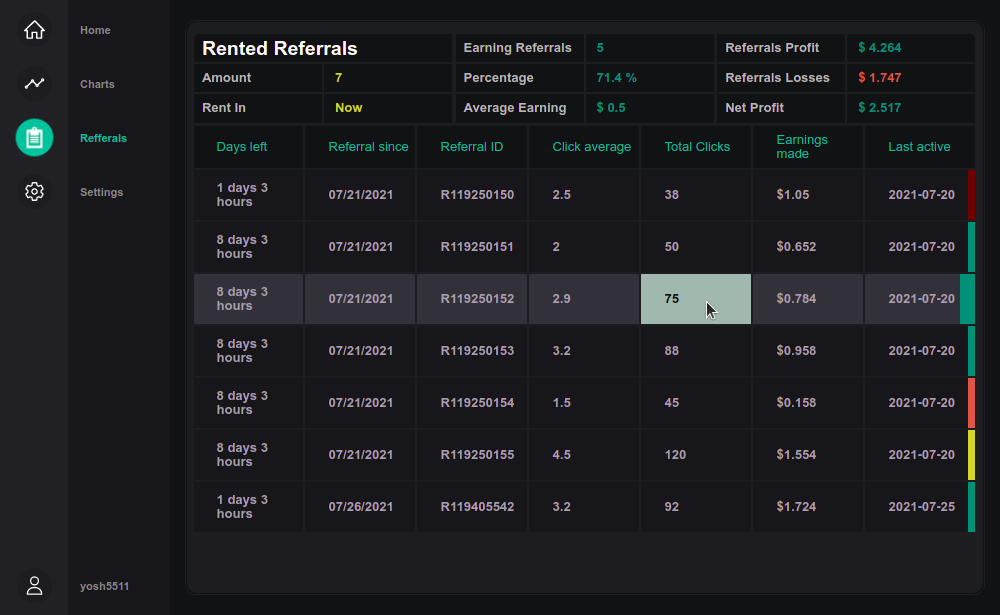 Home
Charts
Refferals
Settings
yosh5511
Rented Referrals
Earning Referrals 5 Referrals Profit $ 4.264
Amount 7 Percentage 71.4 % Referrals Losses $ 1.747
Rent In Now Average Earning $ 0.5 Net Profit $ 2.517
Days left Referral since Referral ID Click average Total Clicks Earnings made Last active
1 days 3 hours 07/21/2021 R119250150 2.5 38 $1.05 2021-07-20
8 days 3 hours 07/21/2021 R119250151 2 50 $0.652 2021-07-20
8 days 3 hours 07/21/2021 R119250152 2.9 75 $0.784 2021-07-20
8 days 3 hours 07/21/2021 R119250153 3.2 88 $0.958 2021-07-20
8 days 3 hours 07/21/2021 R119250154 1.5 45 $0.158 2021-07-20
8 days 3 hours 07/21/2021 R119250155 4.5 120 $1.554 2021-07-20
1 days 3 hours 07/26/2021 R119405542 3.2 92 $1.724 2021-07-25